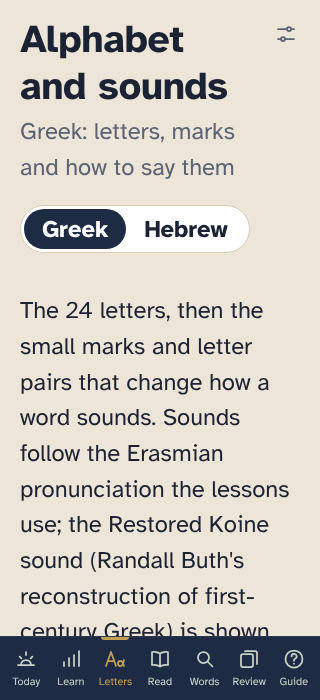 Alphabet
and sounds
Greek: letters, marks
and how to say them
Greek Hebrew
The 24 letters, then the
small marks and letter
pairs that change how a
word sounds. Sounds
follow the Erasmian
pronunciation the lessons
use; the Restored Koine
sound (Randall Buth's
reconstruction of first-
century Greek) is shown
Aα
Today Learn Letters Read Words Review Guide